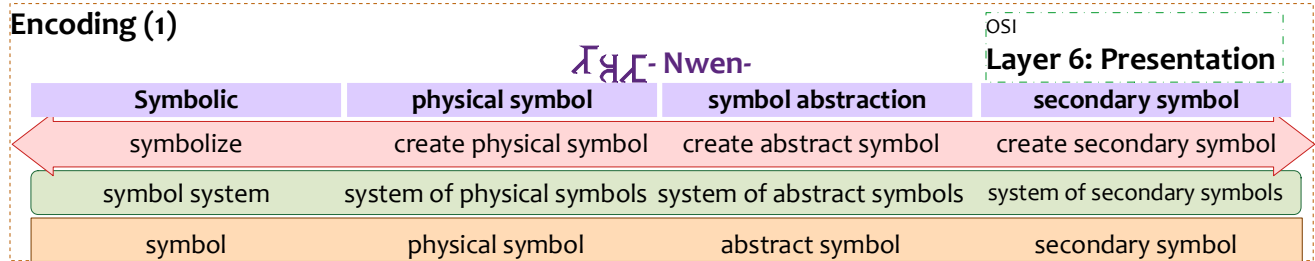 Encoding (1)
OSI
- Nwen-
Layer 6: Presentation
Symbolic physical symbol symbol abstraction secondary symbol
symbolize create physical symbol create abstract symbol create secondary symbol
symbol system system of physical symbols system of abstract symbols system of secondary symbols
symbol physical symbol abstract symbol secondary symbol